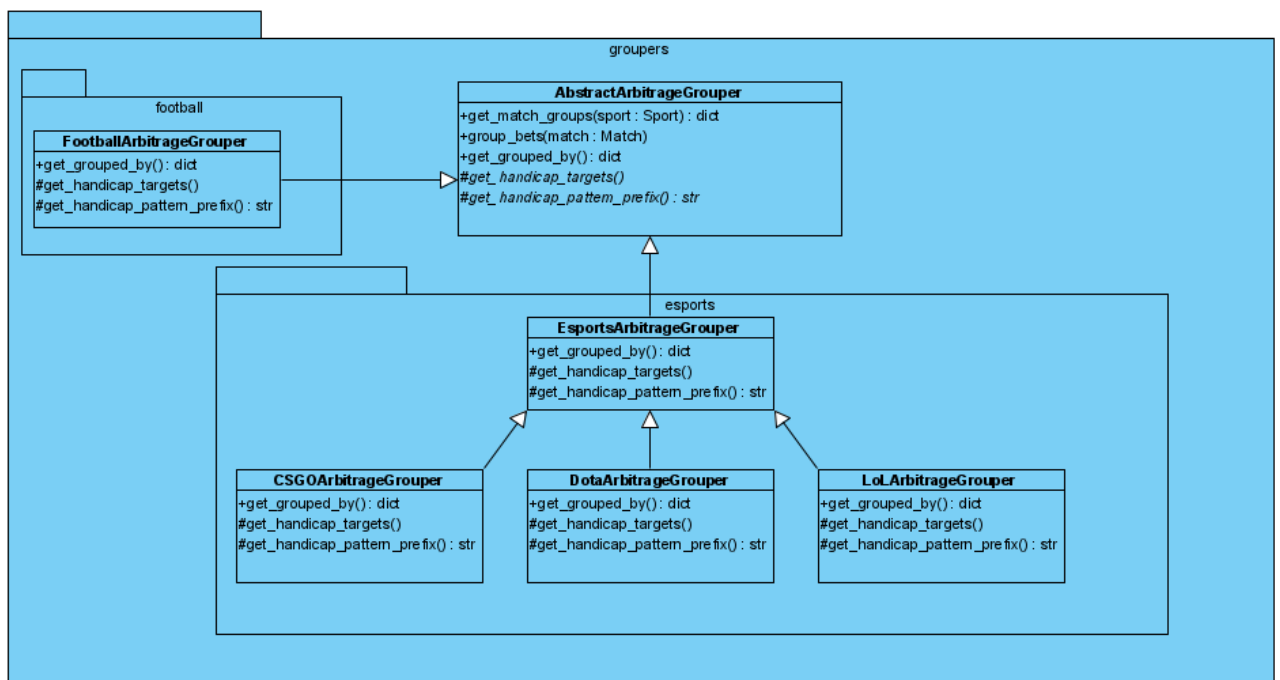 groupers
football
FootballArbitrageGrouper
+get_grouped_by() : dict
#get_handicap_targets()
#get_handicap_pattern_prefix() : str
AbstractArbitrageGrouper
+get_match_groups(sport : Sport) : dict
+group_bets(match : Match)
+get_grouped_by() : dict
#get_handicap_targets()
#get_handicap_pattern_prefix() : str
esports
EsportsArbitrageGrouper
+get_grouped_by() : dict
#get_handicap_targets()
#get_handicap_pattern_prefix() : str
CSGOArbitrageGrouper
+get_grouped_by() : dict
#get_handicap_targets()
#get_handicap_pattern_prefix() : str
DotaArbitrageGrouper
+get_grouped_by() : dict
#get_handicap_targets()
#get_handicap_pattern_prefix() : str
LoLArbitrageGrouper
+get_grouped_by() : dict
#get_handicap_targets()
#get_handicap_pattern_prefix() : str